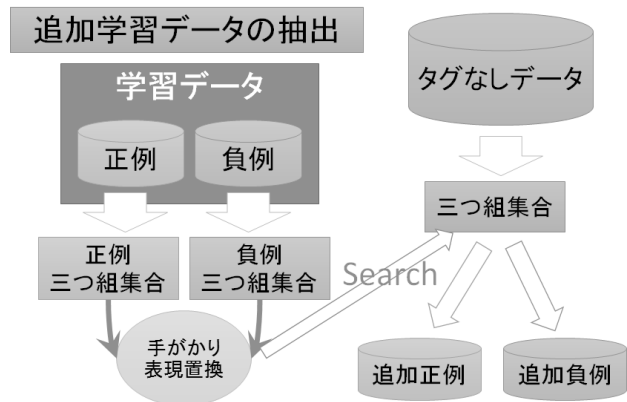 追加学習データの抽出
学習データ
正例
負例
正例
三つ組集合
負例
三つ組集合
手がかり
表現置換
Search
タグなしデータ
三つ組集合
追加正例
追加負例